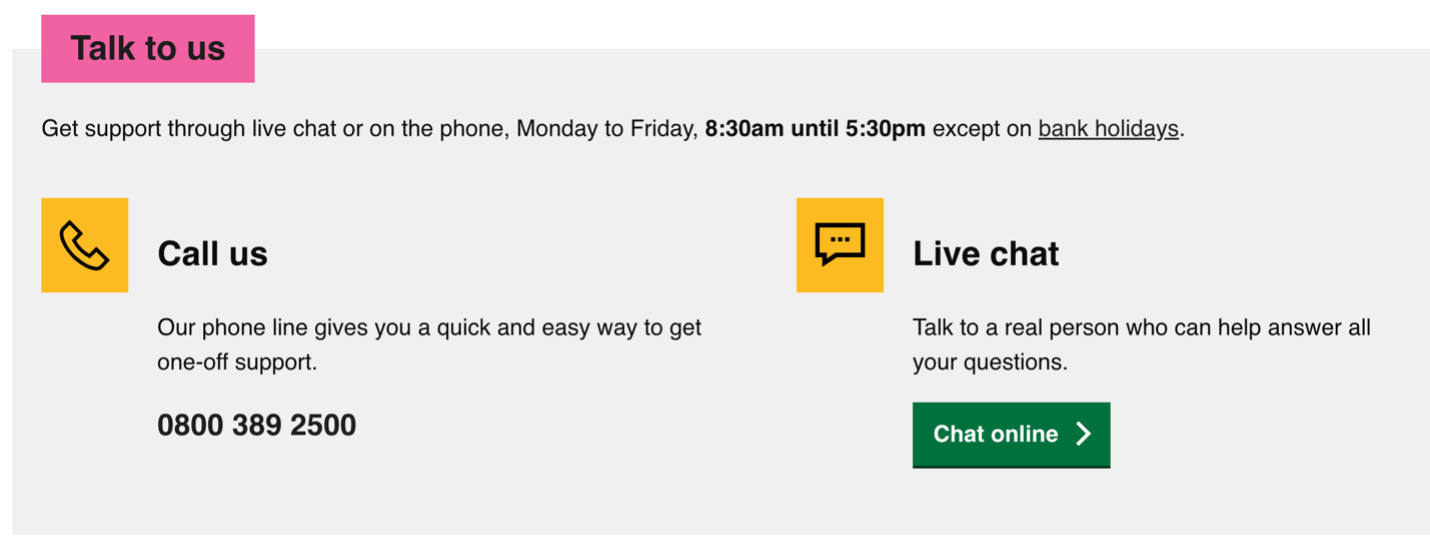 Talk to us
Get support through live chat or on the phone, Monday to Friday, 8:30am until 5:30pm except on bank holidays.
Call us
Our phone line gives you a quick and easy way to get
one-off support.
0800 389 2500
Live chat
Talk to a real person who can help answer all
your questions.
Chat online